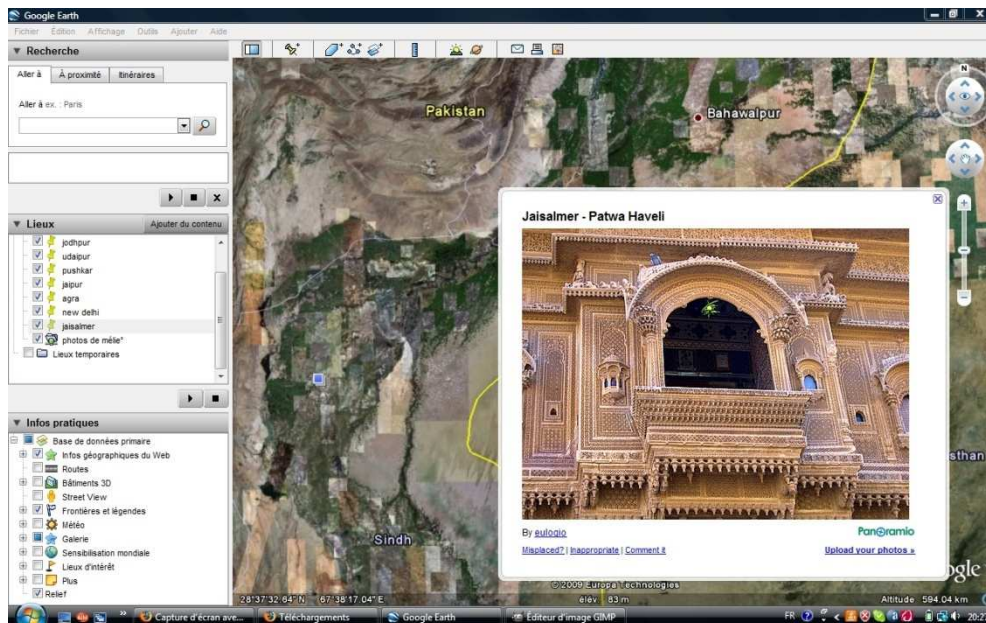 Google Earth
Fichier Édition Affichage Outils Ajouter Aide
▼ Recherche
Aller à À proximité Itinéraires
Aller à ex. : Paris
▼ Lieux Ajouter du contenu
jodhpur
udaipur
pushkar
jaipur
agra
new delhi
jaisalmer
photos de mélie"
Lieux temporaires
▼ Infos pratiques
Base de données primaire
Infos géographiques du Web
Routes
Bâtiments 3D
Street View
Frontières et légendes
Météo
Galerie
Sensibilisation mondiale
Lieux d'intérêt
Plus
Relief
N
Pakistan
Bahawalpur
Jaisalmer - Patwa Haveli
By eulogio
Panoramio
Misplaced? | Inappropriate | Comment it
Upload your photos »
sthan
Sindh
ogle
© 2009 Europa Technologies
28°37'32.64" N 67°38'17.04" E
élév 83 m
Altitude 594.04 km
Capture d'écran ave... Téléchargements Google Earth Éditeur d'image GIMP
FR
20:27